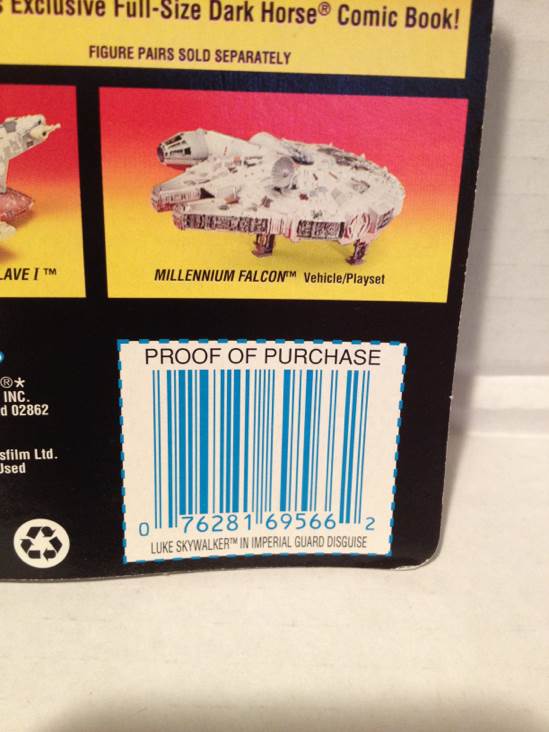 Exclusive Full-Size Dark Horse® Comic Book!
FIGURE PAIRS SOLD SEPARATELY
LAVE I™
MILLENNIUM FALCON™ Vehicle/Playset
®*
INC.
d 02862
sfilm Ltd.
Used
PROOF OF PURCHASE
0 76281 69566 2
LUKE SKYWALKER™ IN IMPERIAL GUARD DISGUISE